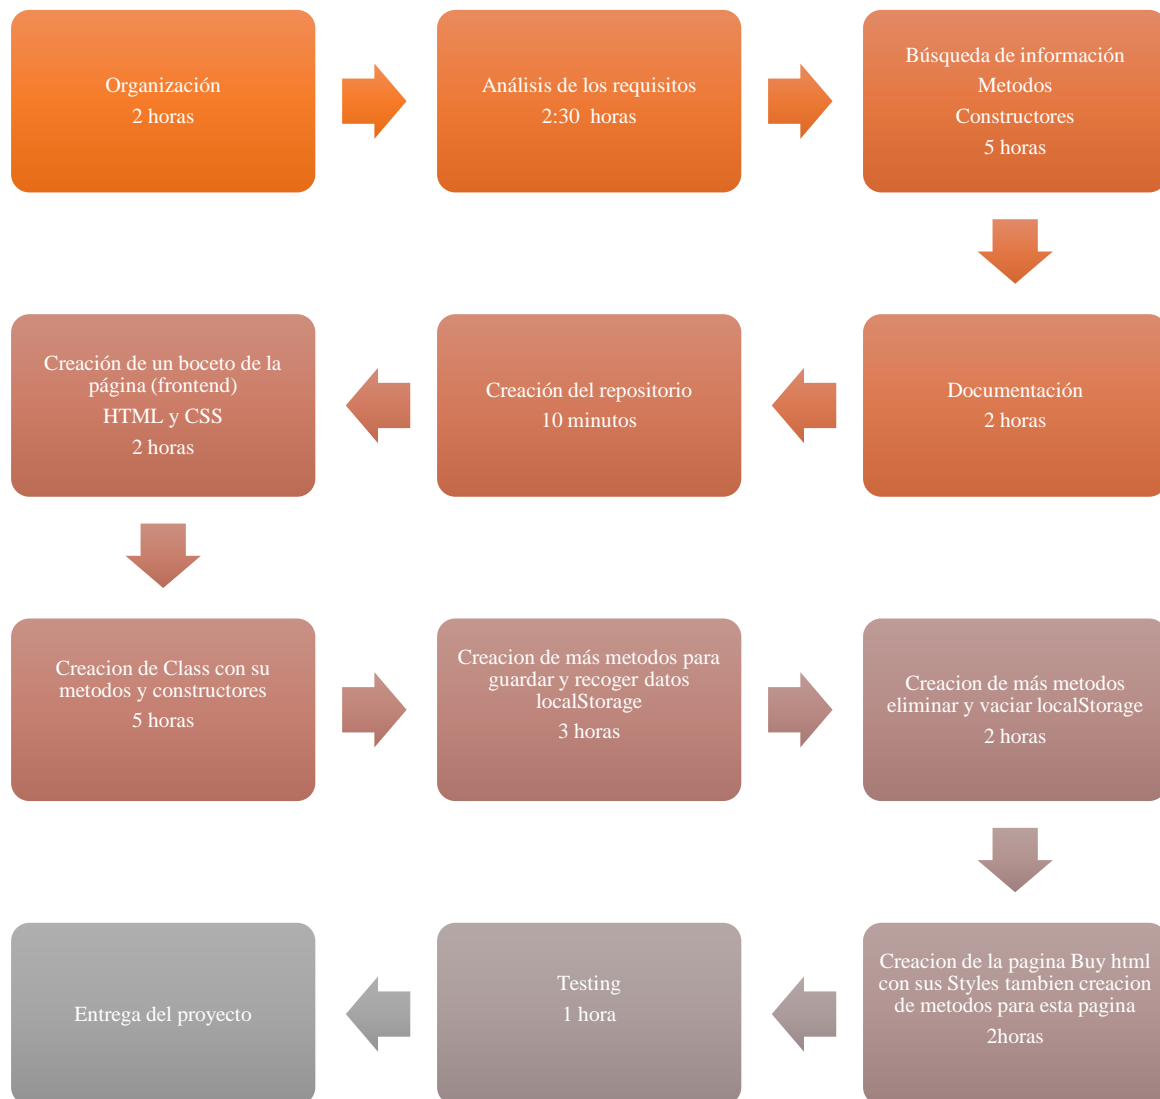 Organización
2 horas
Análisis de los requisitos
2:30 horas
Búsqueda de información
Metodos
Constructores
5 horas
Documentación
2 horas
Creación del repositorio
10 minutos
Creación de un boceto de la
página (frontend)
HTML y CSS
2 horas
Creacion de Class con su
metodos y constructores
5 horas
Creacion de más metodos para
guardar y recoger datos
localStorage
3 horas
Creacion de más metodos
eliminar y vaciar localStorage
2 horas
Creacion de la pagina Buy html
con sus Styles tambien creacion
de metodos para esta pagina
2horas
Testing
1 hora
Entrega del proyecto